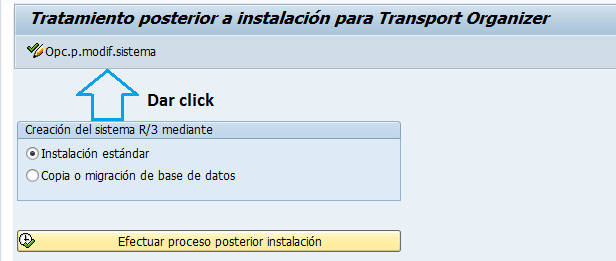 Tratamiento posterior a instalación para Transport Organizer
Opc.p.modif.sistema
Dar click
Creación del sistema R/3 mediante
Instalación estándar
Copia o migración de base de datos
Efectuar proceso posterior instalación